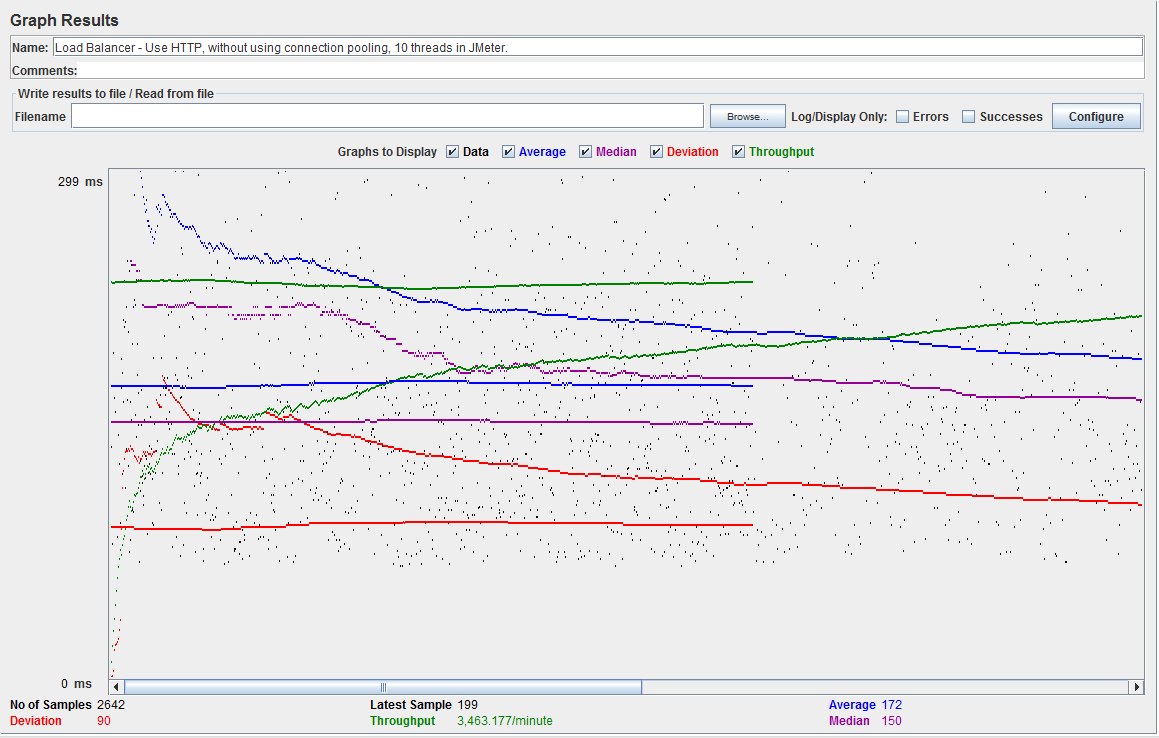 Graph Results
Name: Load Balancer - Use HTTP, without using connection pooling, 10 threads in JMeter.
Comments:
Write results to file / Read from file
Filename Browse... Log/Display Only: Errors Successes Configure
Graphs to Display Data Average Median Deviation Throughput
299 ms
0 ms
No of Samples 2642 Latest Sample 199 Average 172
Deviation 90 Throughput 3,463.177/minute Median 150